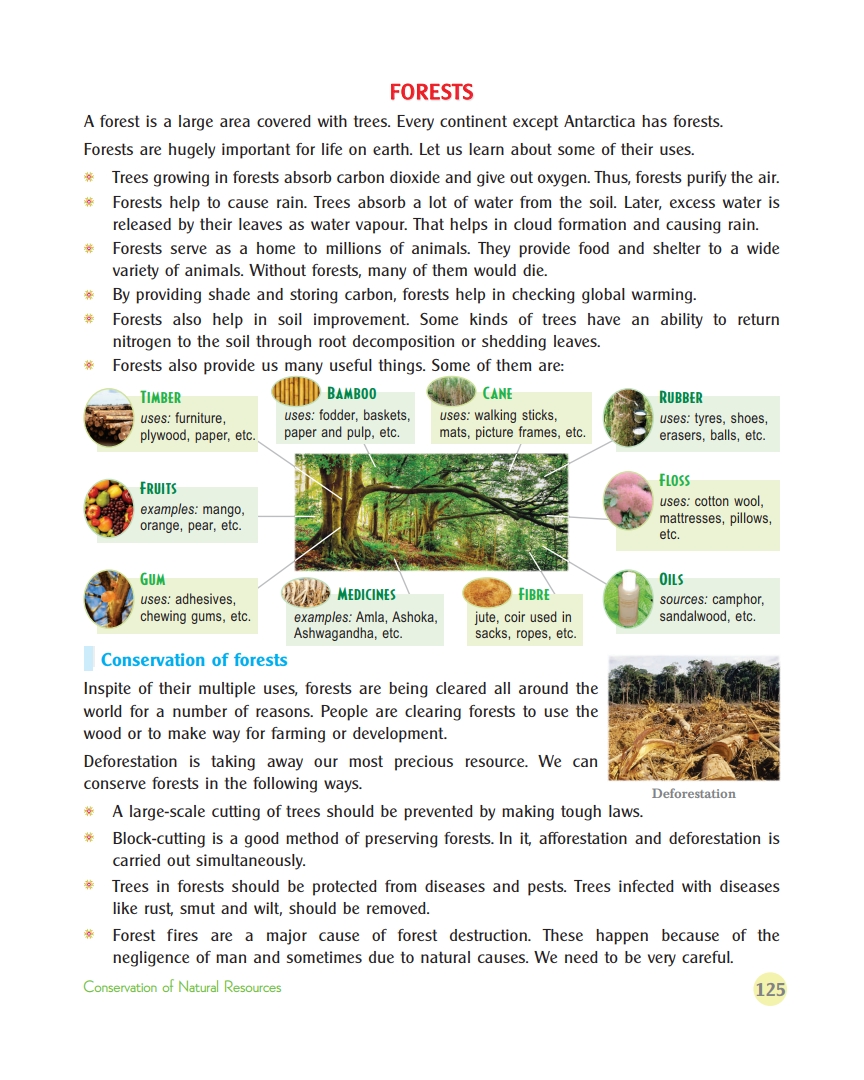 FORESTS
A forest is a large area covered with trees. Every continent except Antarctica has forests.
Forests are hugely important for life on earth. Let us learn about some of their uses.
Trees growing in forests absorb carbon dioxide and give out oxygen. Thus, forests purify the air.
Forests help to cause rain. Trees absorb a lot of water from the soil. Later, excess water is
released by their leaves as water vapour. That helps in cloud formation and causing rain.
Forests serve as a home to millions of animals. They provide food and shelter to a wide
variety of animals. Without forests, many of them would die.
By providing shade and storing carbon, forests help in checking global warming.
Forests also help in soil improvement. Some kinds of trees have an ability to return
nitrogen to the soil through root decomposition or shedding leaves.
Forests also provide us many useful things. Some of them are:
TIMBER
uses: furniture,
plywood, paper, etc.
BAMBOO
uses: fodder, baskets,
paper and pulp, etc.
CANE
uses: walking sticks,
mats, picture frames, etc.
RUBBER
uses: tyres, shoes,
erasers, balls, etc.
FRUITS
examples: mango,
orange, pear, etc.
FLOSS
uses: cotton wool,
mattresses, pillows,
etc.
GUM
uses: adhesives,
chewing gums, etc.
MEDICINES
examples: Amla, Ashoka,
Ashwagandha, etc.
FIBRE
jute, coir used in
sacks, ropes, etc.
OILS
sources: camphor,
sandalwood, etc.
Conservation of forests
Inspite of their multiple uses, forests are being cleared all around the
world for a number of reasons. People are clearing forests to use the
wood or to make way for farming or development.
Deforestation is taking away our most precious resource. We can
conserve forests in the following ways.
Deforestation
A large-scale cutting of trees should be prevented by making tough laws.
Block-cutting is a good method of preserving forests. In it, afforestation and deforestation is
carried out simultaneously.
Trees in forests should be protected from diseases and pests. Trees infected with diseases
like rust, smut and wilt, should be removed.
Forest fires are a major cause of forest destruction. These happen because of the
negligence of man and sometimes due to natural causes. We need to be very careful.
Conservation of Natural Resources
125